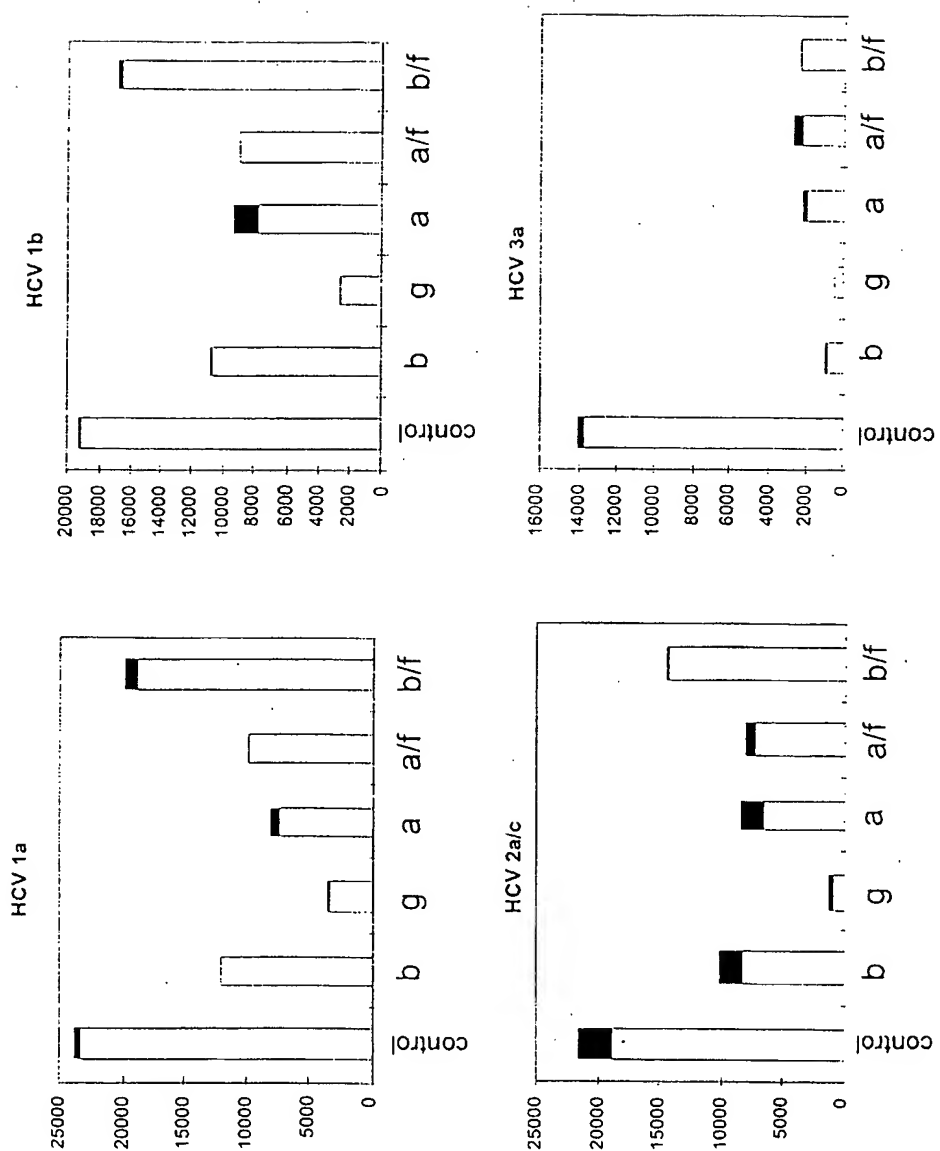 HCV 1a
25000
20000
15000
10000
5000
0
control
b
g
a
a/f
b/f
HCV 1b
20000
18000
16000
14000
12000
10000
8000
6000
4000
2000
0
control
b
g
a
a/f
b/f
HCV 2a/c
25000
20000
15000
10000
5000
0
control
b
g
a
a/f
b/f
HCV 3a
16000
14000
12000
10000
8000
6000
4000
2000
0
control
b
g
a
a/f
b/f